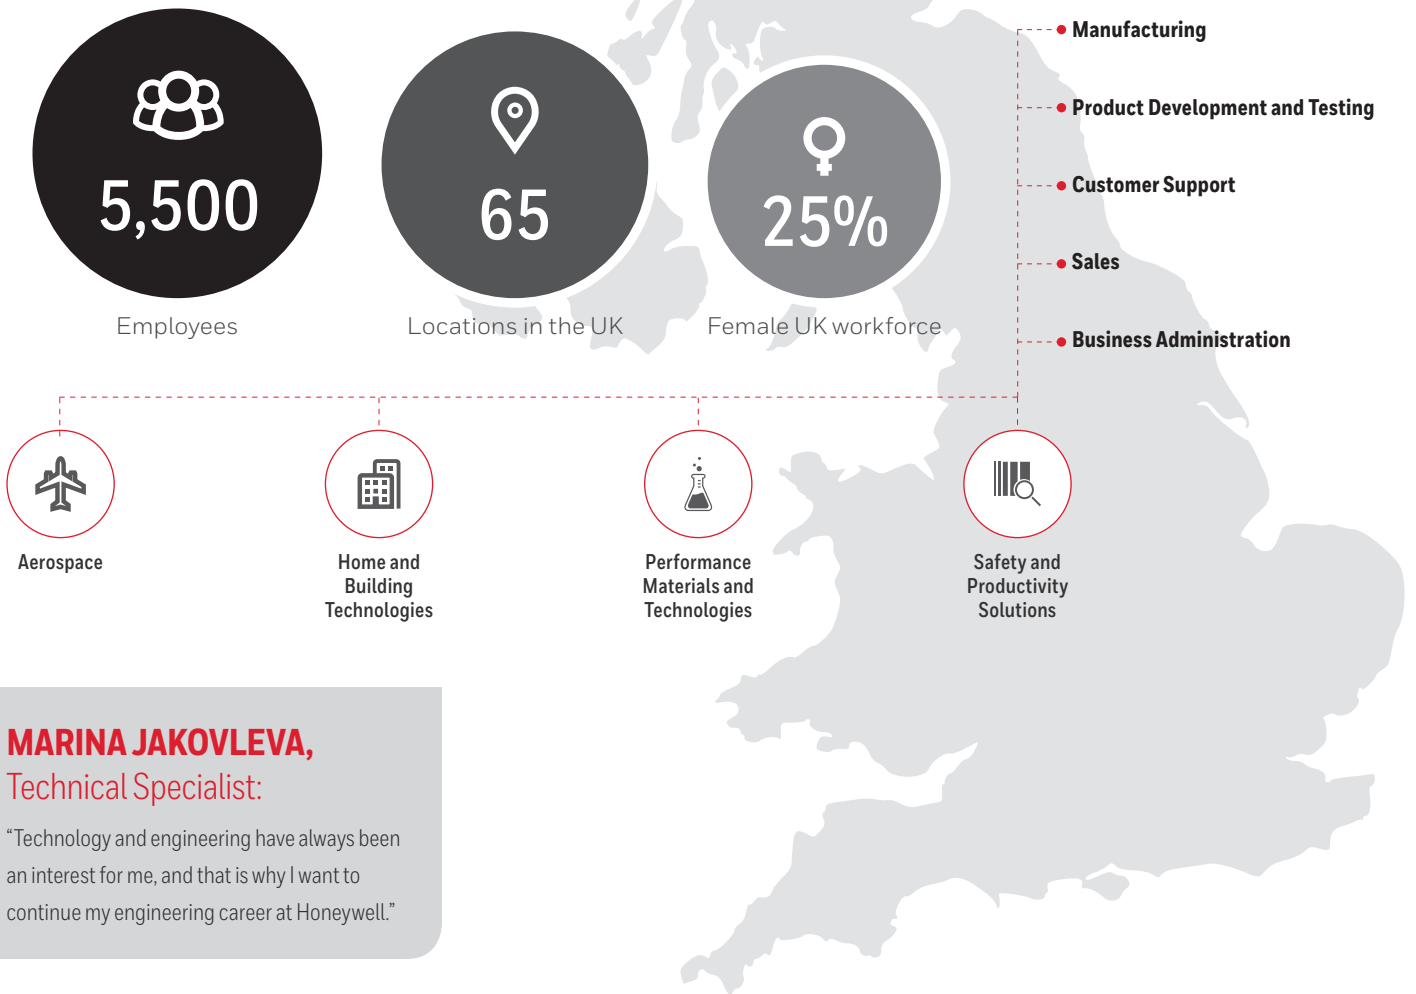 5,500
Employees
65
Locations in the UK
25%
Female UK workforce
Manufacturing
Product Development and Testing
Customer Support
Sales
Business Administration
Aerospace
Home and
Building
Technologies
Performance
Materials and
Technologies
Safety and
Productivity
Solutions
MARINA JAKOVLEVA,
Technical Specialist:
“Technology and engineering have always been
an interest for me, and that is why I want to
continue my engineering career at Honeywell.”